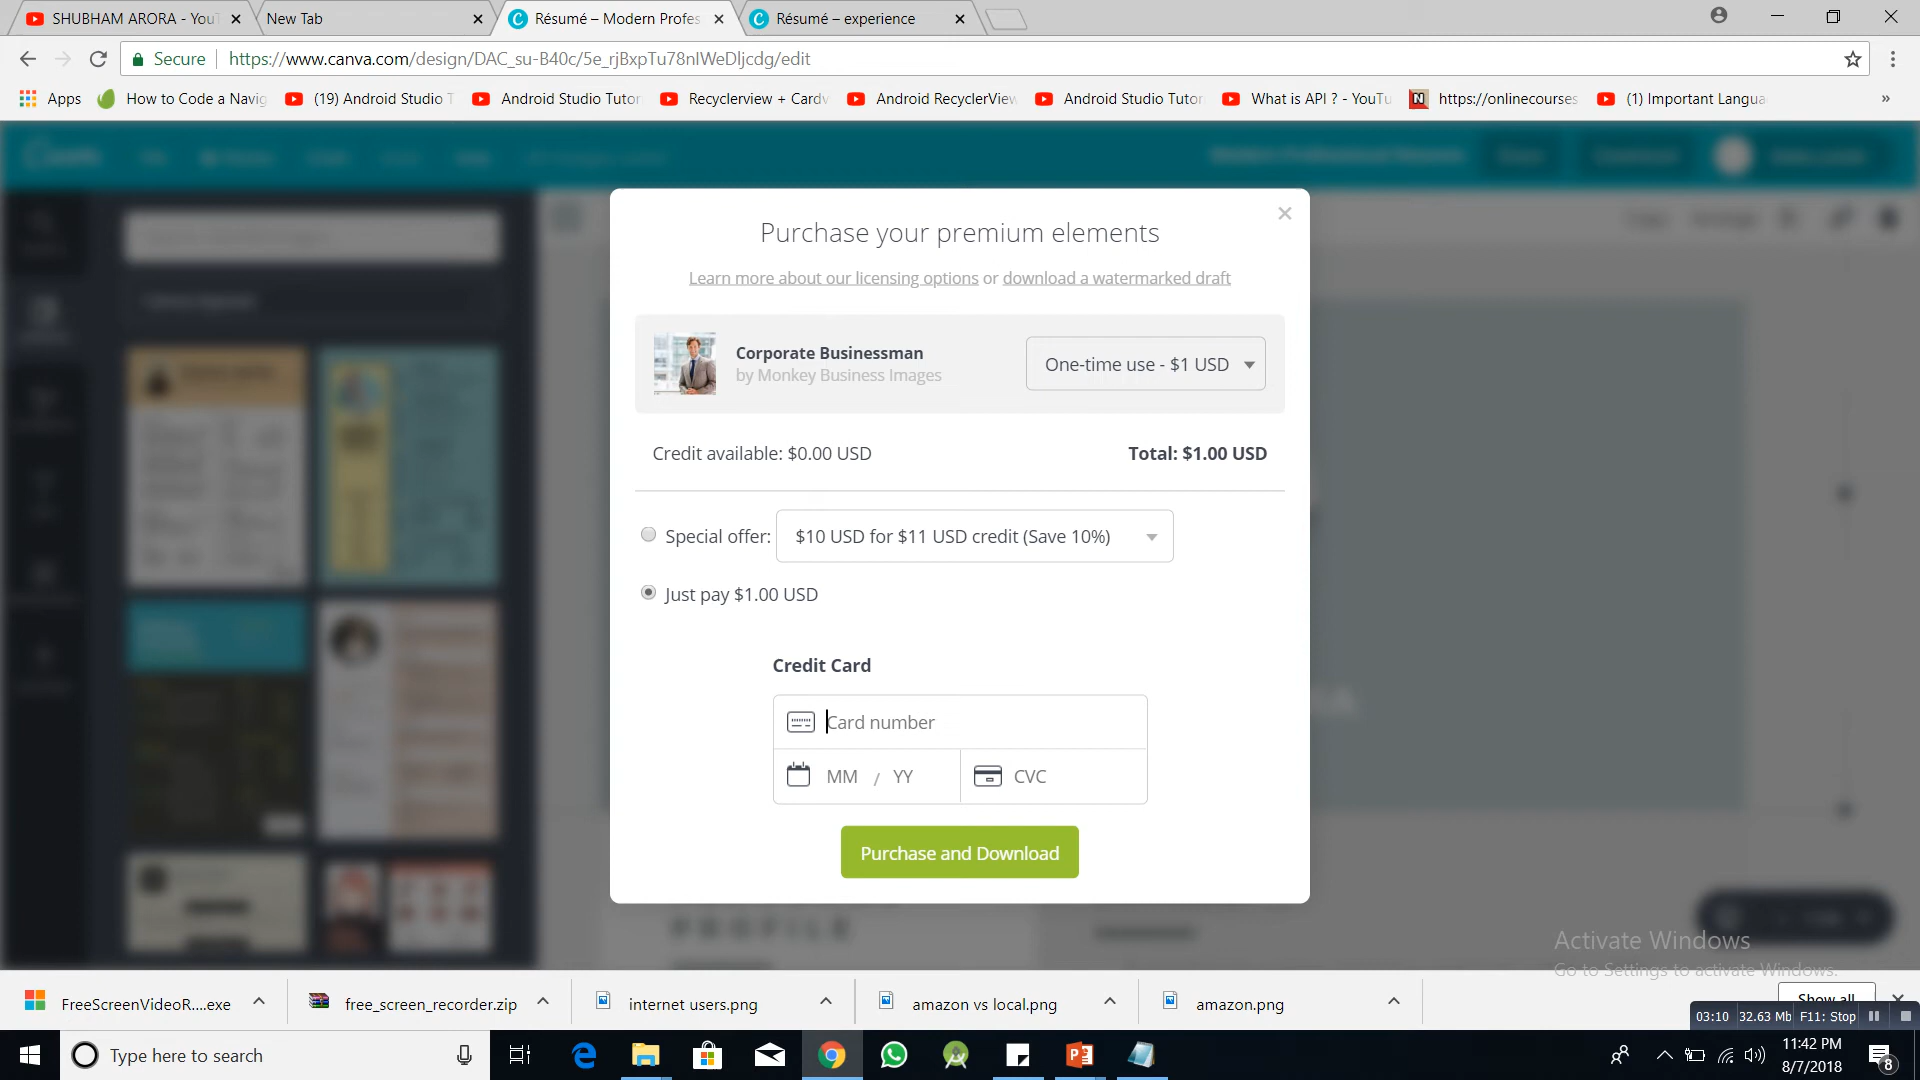 SHUBHAM ARORA - YouT
New Tab
Résumé – Modern Profes
Résumé – experience
Secure
https://www.canva.com/design/DAC_su-B40c/5e_rjBxpTu78nIWeDljcdg/edit
Apps
How to Code a Navig
(19) Android Studio T
Android Studio Tutor
Recyclerview + Cardv
Android RecyclerView
Android Studio Tutor
What is API ? - YouTu
https://onlinecourses
(1) Important Langua
Purchase your premium elements
Learn more about our licensing options or download a watermarked draft
Corporate Businessman
by Monkey Business Images
One-time use - $1 USD
Credit available: $0.00 USD
Total: $1.00 USD
Special offer:
$10 USD for $11 USD credit (Save 10%)
Just pay $1.00 USD
Credit Card
Card number
MM / YY
CVC
Purchase and Download
PROFILE
Activate Windows
Go to Settings to activate Windows.
FreeScreenVideoR....exe
free_screen_recorder.zip
internet users.png
amazon vs local.png
amazon.png
Show all
03:10 32.63 Mb F11: Stop
Type here to search
11:42 PM
8/7/2018
8